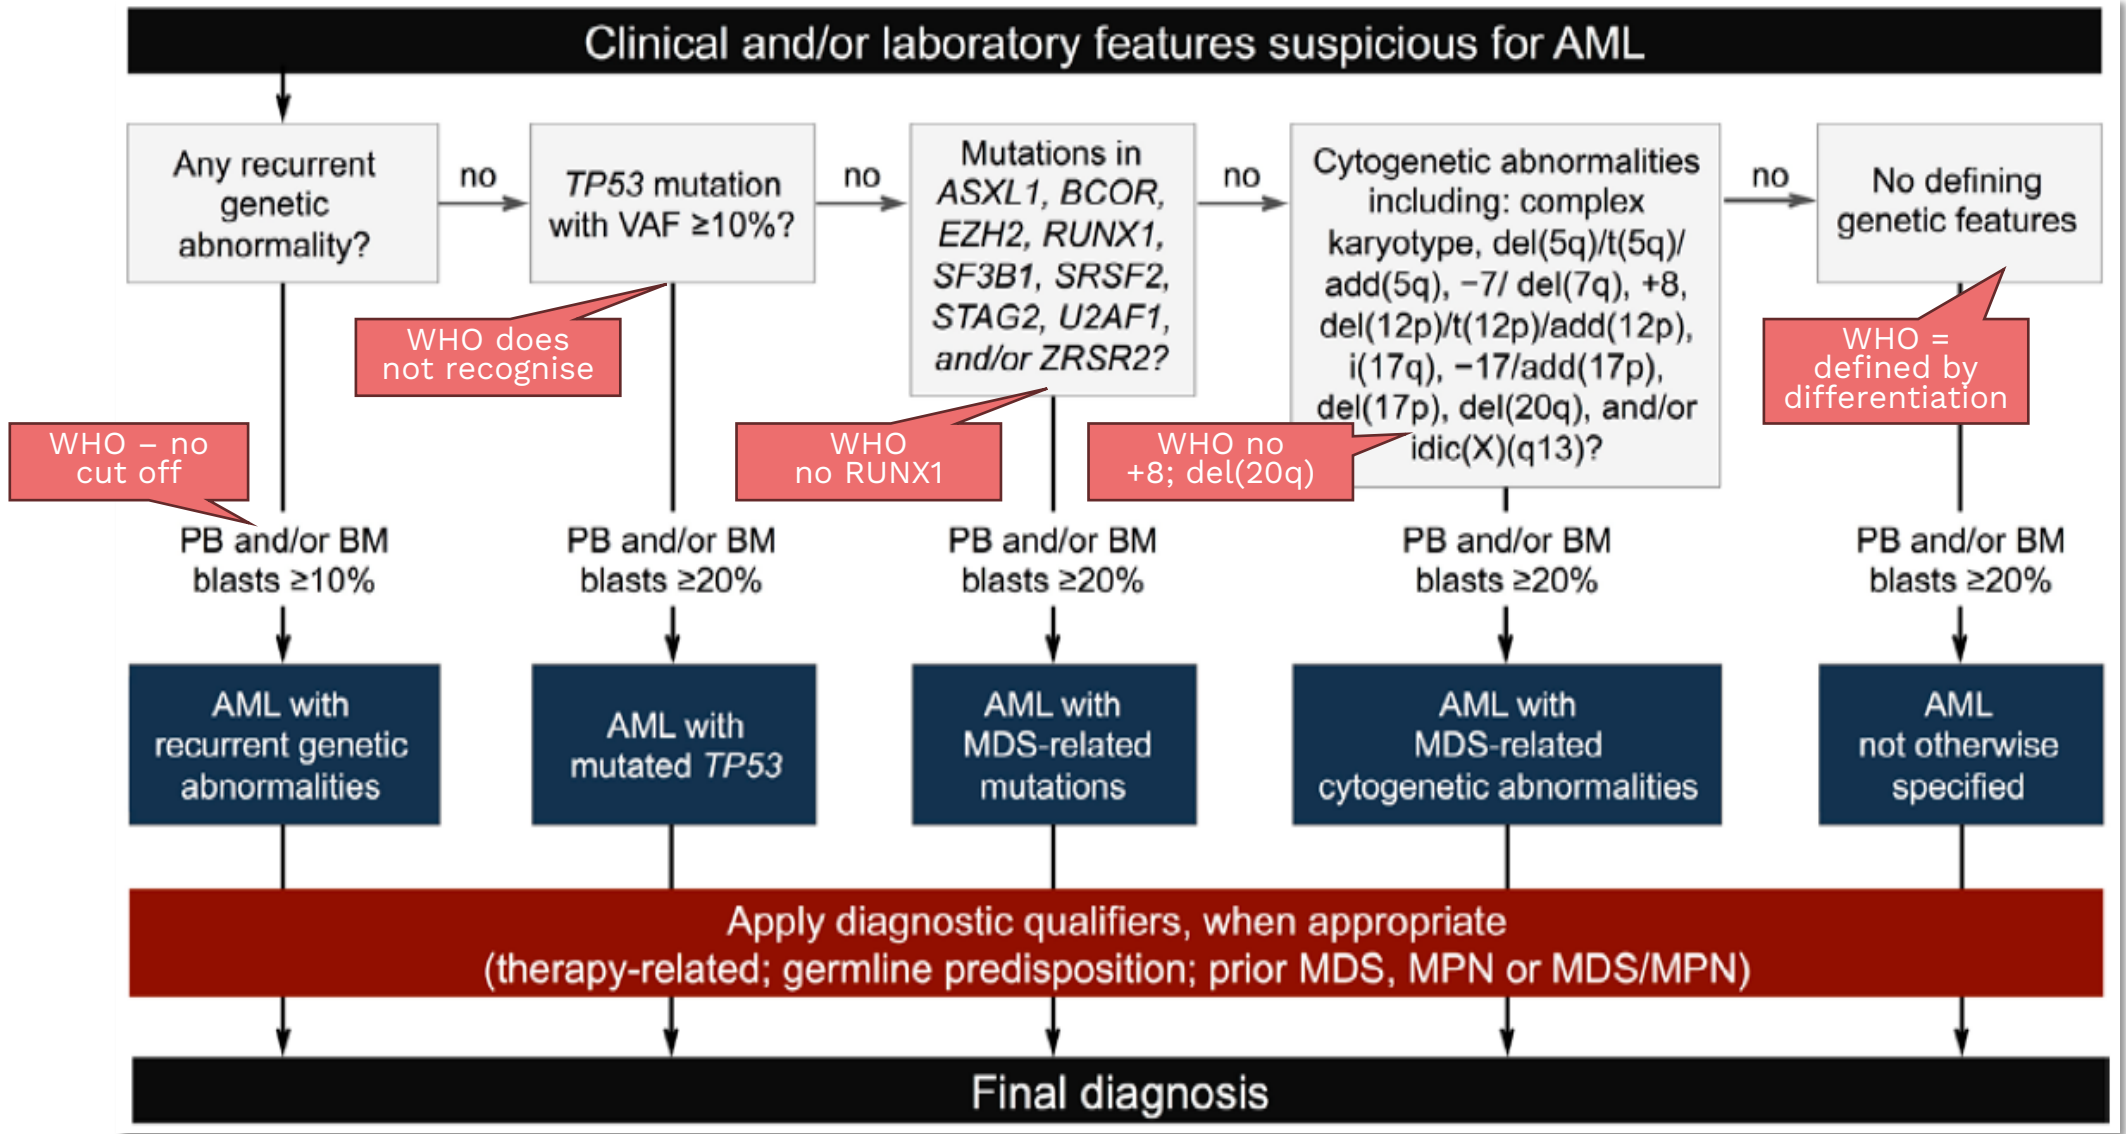 Clinical and/or laboratory features suspicious for AML
Any recurrent
genetic
abnormality?
no
TP53 mutation
with VAF ≥10%?
no
Mutations in
ASXL1, BCOR,
EZH2, RUNX1,
SF3B1, SRSF2,
STAG2, U2AF1,
and/or ZRSR2?
no
Cytogenetic abnormalities
including: complex
karyotype, del(5q)/t(5q)/
add(5q), −7/ del(7q), +8,
del(12p)/t(12p)/add(12p),
i(17q), −17/add(17p),
del(17p), del(20q), and/or
idic(X)(q13)?
no
No defining
genetic features
WHO – no
cut off
WHO does
not recognise
WHO
no RUNX1
WHO no
+8; del(20q)
WHO =
defined by
differentiation
PB and/or BM
blasts ≥10%
PB and/or BM
blasts ≥20%
PB and/or BM
blasts ≥20%
PB and/or BM
blasts ≥20%
PB and/or BM
blasts ≥20%
AML with
recurrent genetic
abnormalities
AML with
mutated TP53
AML with
MDS-related
mutations
AML with
MDS-related
cytogenetic abnormalities
AML
not otherwise
specified
Apply diagnostic qualifiers, when appropriate
(therapy-related; germline predisposition; prior MDS, MPN or MDS/MPN)
Final diagnosis